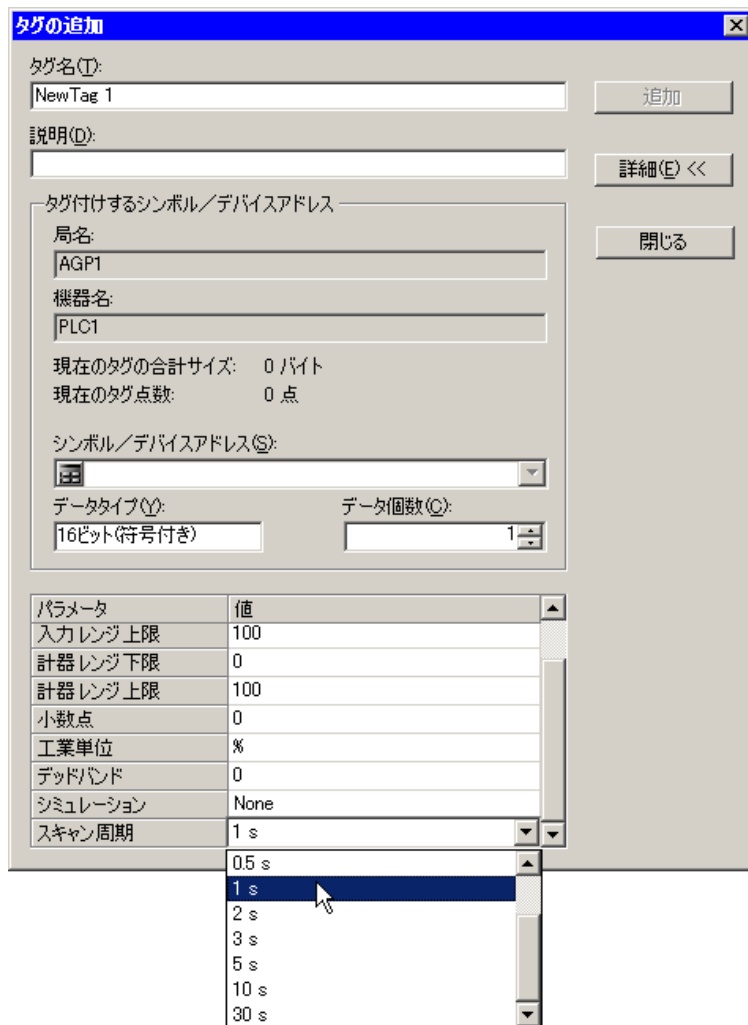 タグの追加
タグ名(T):
NewTag 1
追加
説明(D):
詳細(E) <<
タグ付けするシンボル／デバイスアドレス
局名:
AGP1
閉じる
機器名:
PLC1
現在のタグの合計サイズ: 0 バイト
現在のタグ点数: 0 点
シンボル／デバイスアドレス(S):
データタイプ(Y): データ個数(C):
16ビット(符号付き) 1
パラメータ 値
入力レンジ上限 100
計器レンジ下限 0
計器レンジ上限 100
小数点 0
工業単位 %
デッドバンド 0
シミュレーション None
スキャン周期 1 s
0.5 s
1 s
2 s
3 s
5 s
10 s
30 s